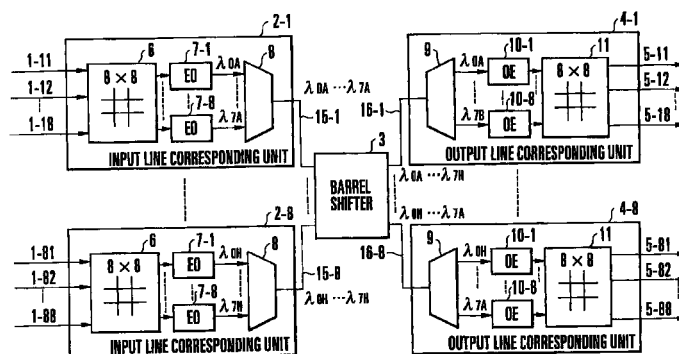 2-1
6
7-1
8
1-11
1-12
1-18
8 × 8
EO
EO
7-8
λ 0A
λ 7A
λ 0A ··· λ 7A
15-1
INPUT LINE CORRESPONDING UNIT
4-1
9
10-1
11
λ 0A
λ 7B
OE
OE
10-8
8 × 8
5-11
5-12
5-18
16-1
OUTPUT LINE CORRESPONDING UNIT
3
BARREL SHIFTER
λ 0A ··· λ 7H
λ 0H ··· λ 7A
2-8
6
7-1
8
1-81
1-82
1-88
8 × 8
EO
EO
7-8
λ 0H
λ 7H
15-8
λ 0H ··· λ 7H
INPUT LINE CORRESPONDING UNIT
4-8
16-8
9
10-1
11
λ 0H
λ 7A
OE
OE
10-8
8 × 8
5-81
5-82
5-88
OUTPUT LINE CORRESPONDING UNIT